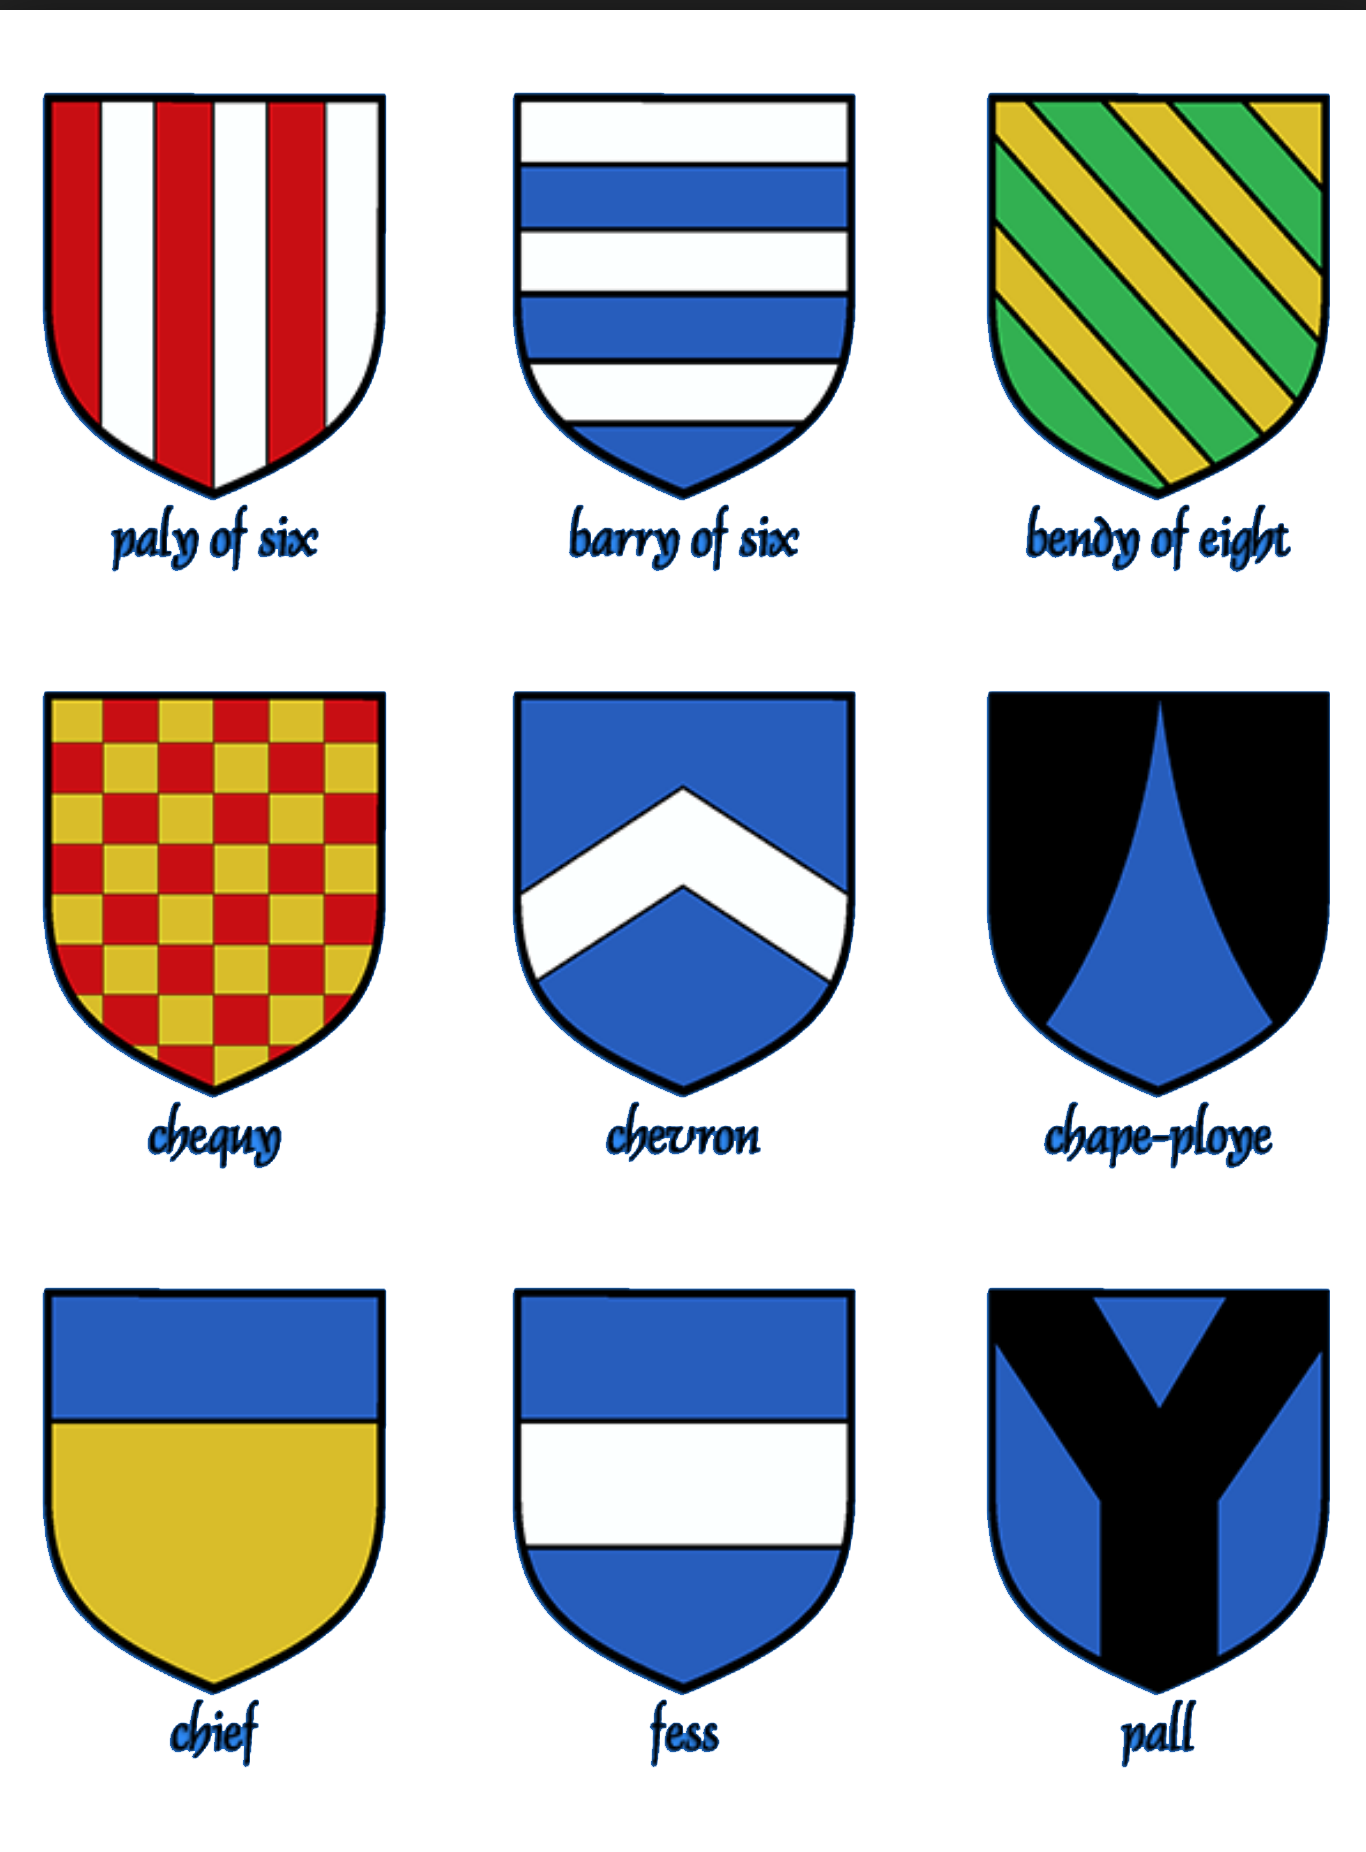 paly of six
barry of six
bendy of eight
chequy
chevron
chape-ploye
chief
fess
pall